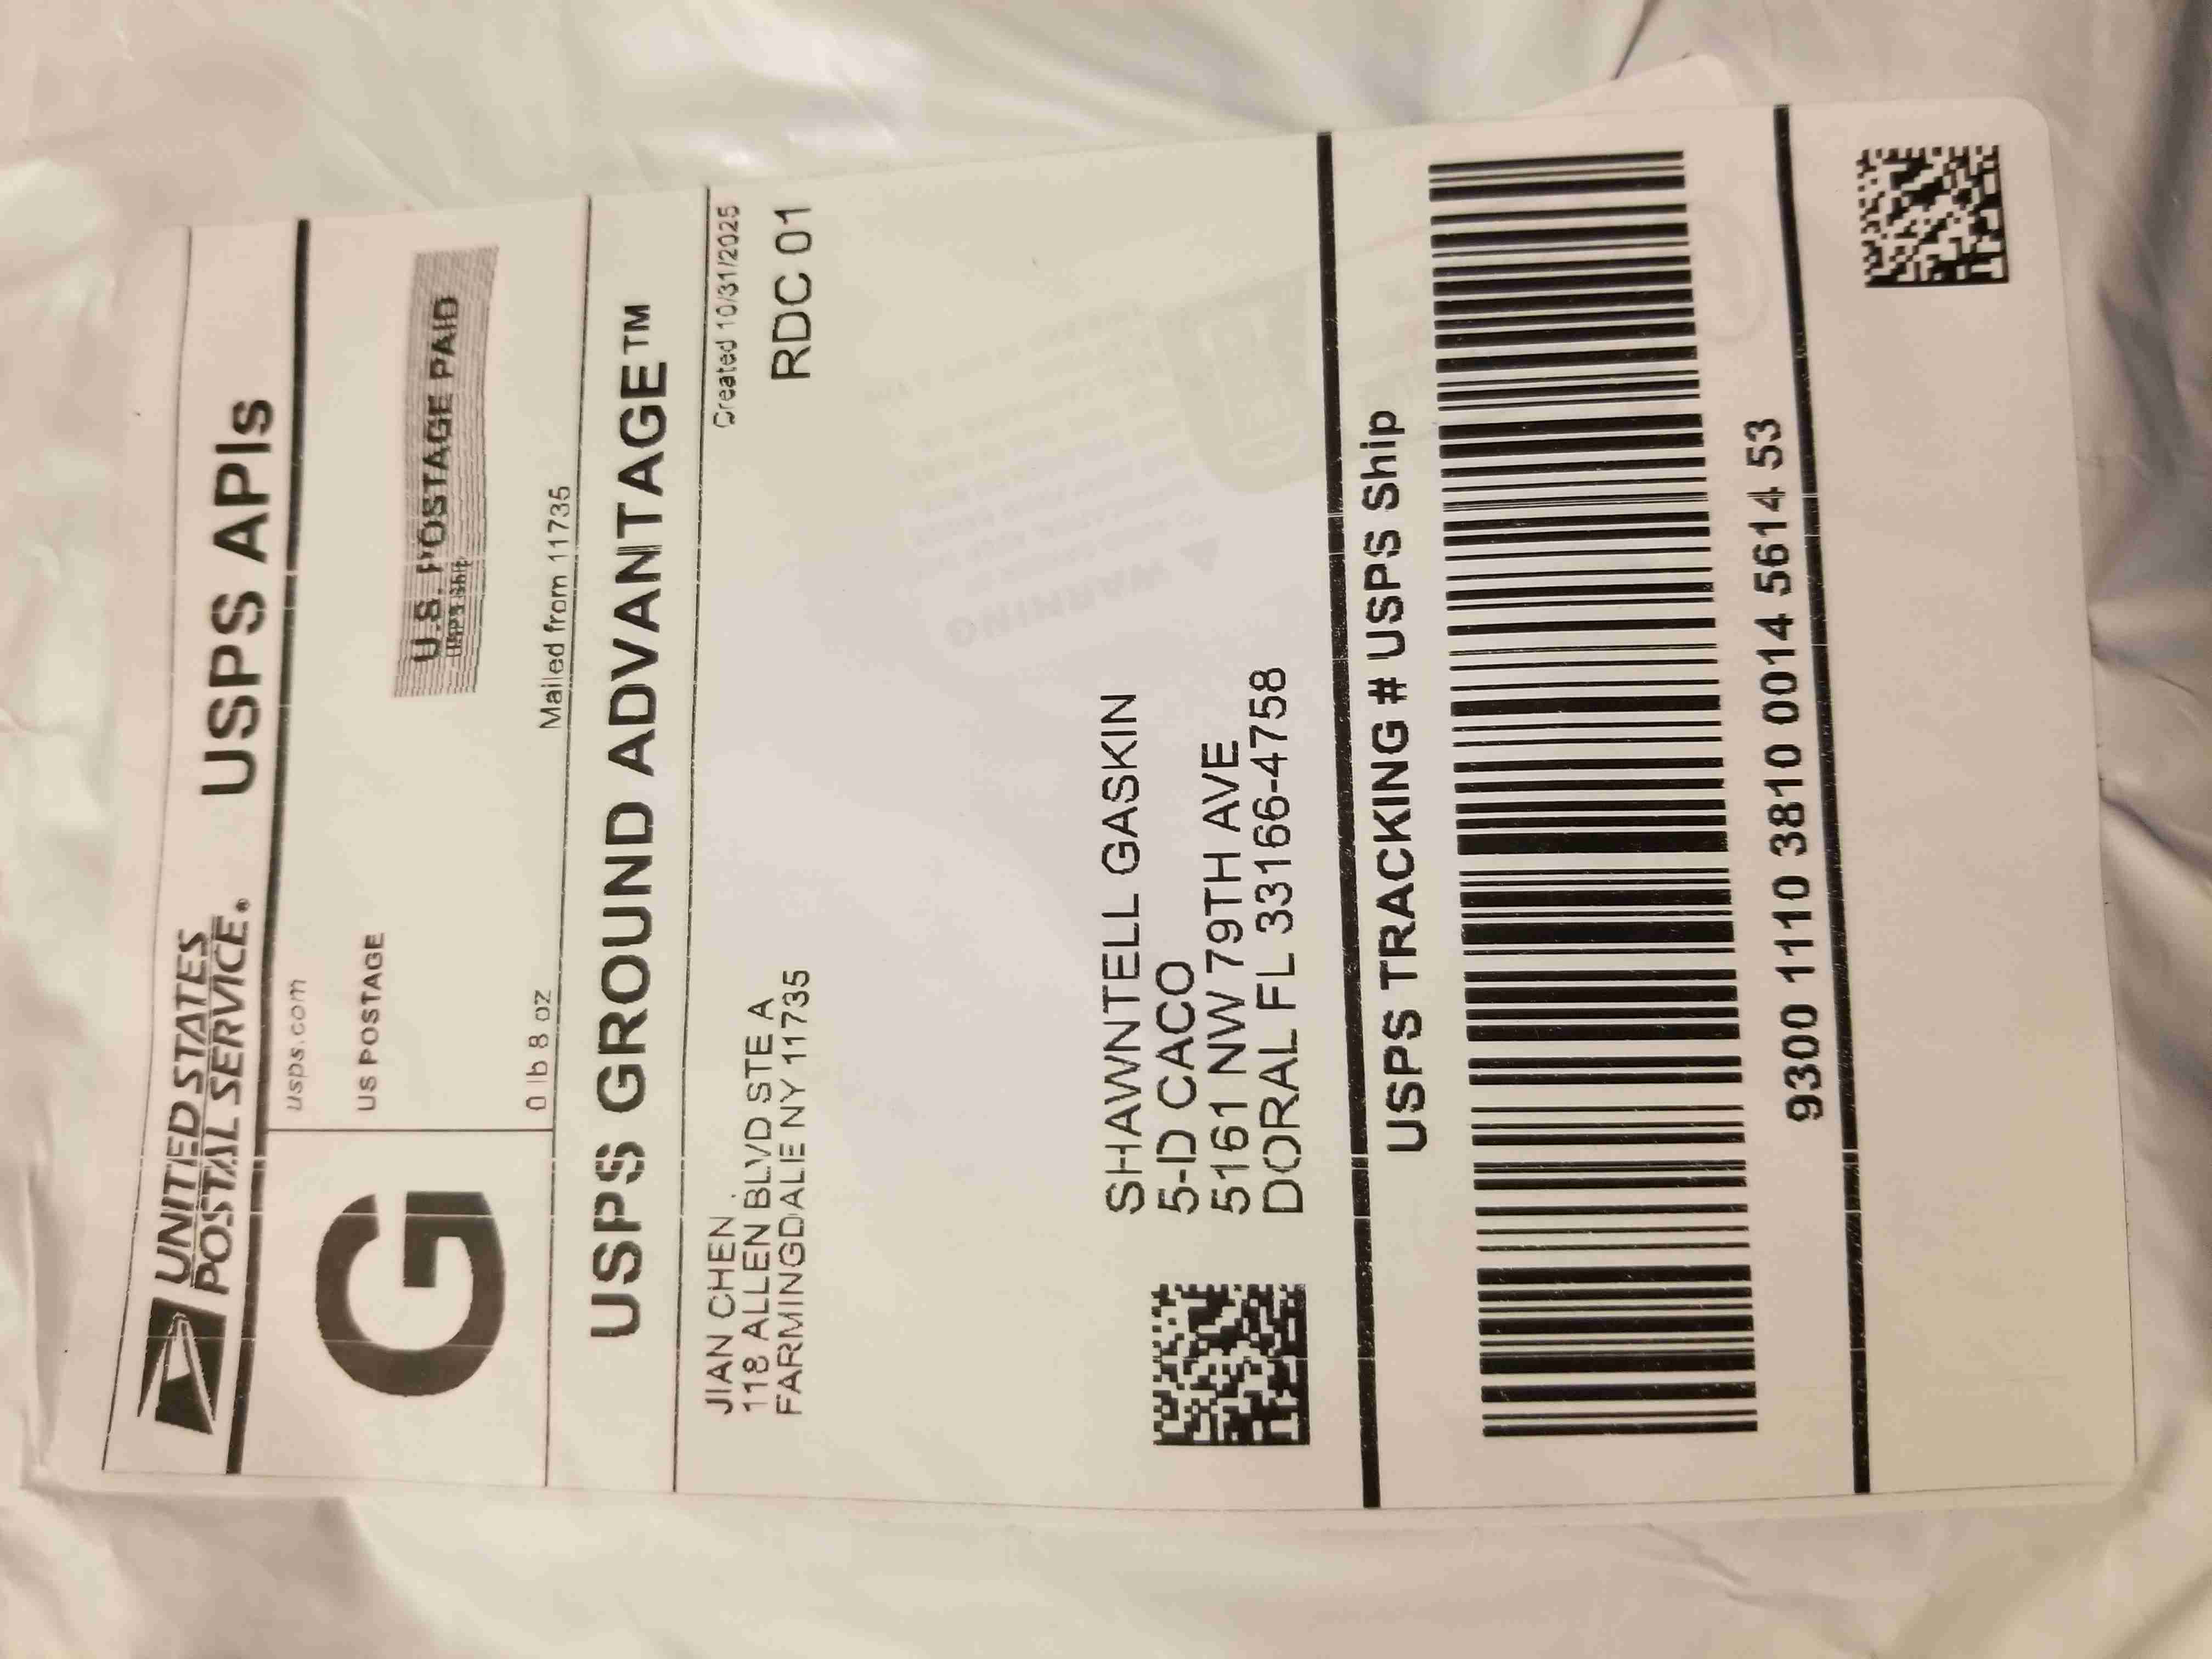 UNITED STATES
POSTAL SERVICE®
USPS APIs
G
usps.com
US POSTAGE
U.S. POSTAGE PAID
USPS Ship
0 lb 8 oz
Mailed from 11735
USPS GROUND ADVANTAGE™
JIAN CHEN
118 ALLEN BLVD STE A
FARMINGDALE NY 11735
Created 10/31/2025
RDC 01
WARNING
SHAWNTELL GASKIN
5-D CACO
5161 NW 79TH AVE
DORAL FL 33166-4758
USPS TRACKING # USPS Ship
9300 1110 3810 0014 5614 53